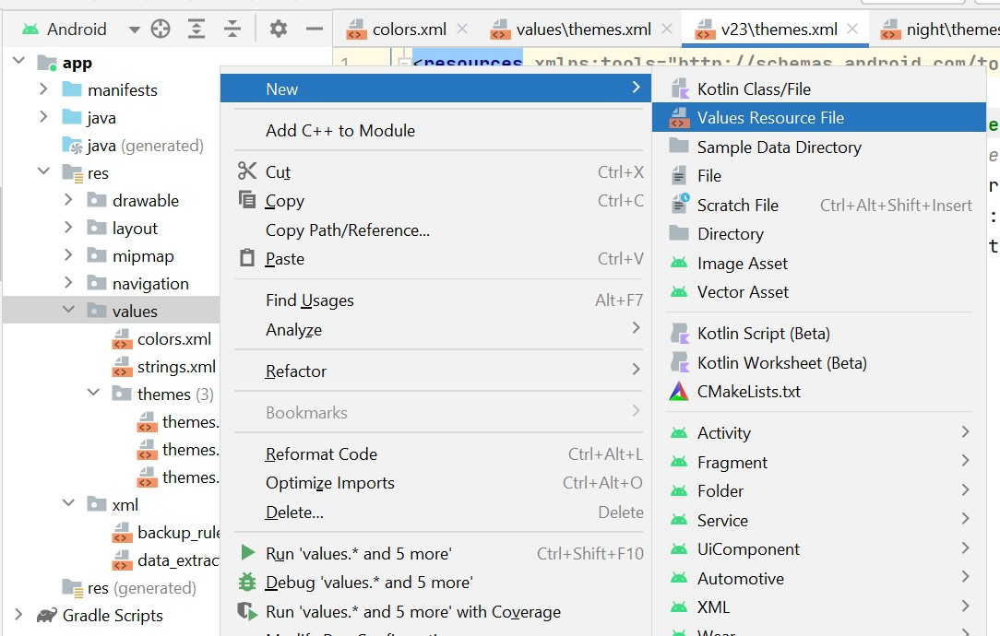 Android
colors.xml
values\themes.xml
v23\themes.xml
night\themes
1
<resources xmlns:tools="http://schemas.android.com/to
app
manifests
java
java (generated)
res
drawable
layout
mipmap
navigation
values
colors.xml
strings.xml
themes (3)
themes.
themes.
themes.
xml
backup_rule
data_extrac
res (generated)
Gradle Scripts
New
Add C++ to Module
Cut Ctrl+X
Copy Ctrl+C
Copy Path/Reference...
Paste Ctrl+V
Find Usages Alt+F7
Analyze
Refactor
Bookmarks
Reformat Code Ctrl+Alt+L
Optimize Imports Ctrl+Alt+O
Delete... Delete
Run 'values.* and 5 more' Ctrl+Shift+F10
Debug 'values.* and 5 more'
Run 'values.* and 5 more' with Coverage
Kotlin Class/File
Values Resource File
Sample Data Directory
File
Scratch File Ctrl+Alt+Shift+Insert
Directory
Image Asset
Vector Asset
Kotlin Script (Beta)
Kotlin Worksheet (Beta)
CMakeLists.txt
Activity
Fragment
Folder
Service
UiComponent
Automotive
XML
Wear
e
e
r
:
t